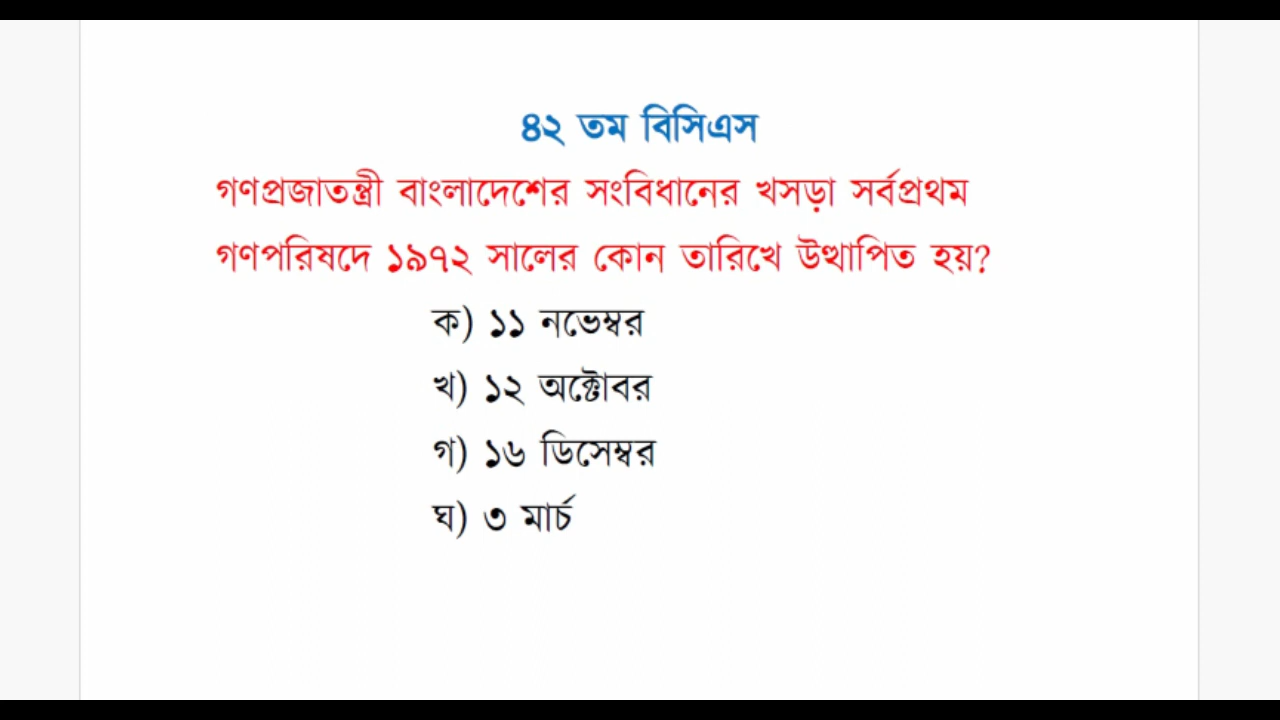 ৪২ তম বিসিএস
গণপ্রজাতন্ত্রী বাংলাদেশের সংবিধানের খসড়া সর্বপ্রথম
গণপরিষদে ১৯৭২ সালের কোন তারিখে উত্থাপিত হয়?
ক) ১১ নভেম্বর
খ) ১২ অক্টোবর
গ) ১৬ ডিসেম্বর
ঘ) ৩ মার্চ